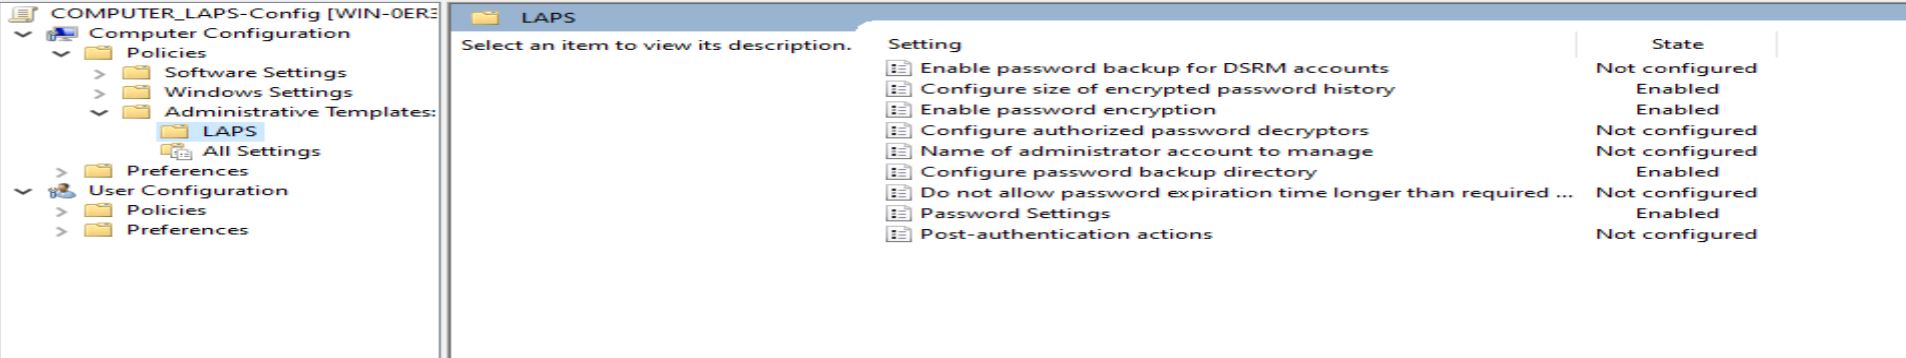 COMPUTER_LAPS-Config [WIN-0ER3
Computer Configuration
Policies
Software Settings
Windows Settings
Administrative Templates:
LAPS
All Settings
Preferences
User Configuration
Policies
Preferences
LAPS
Select an item to view its description.
Setting State
Enable password backup for DSRM accounts Not configured
Configure size of encrypted password history Enabled
Enable password encryption Enabled
Configure authorized password decryptors Not configured
Name of administrator account to manage Not configured
Configure password backup directory Enabled
Do not allow password expiration time longer than required ... Not configured
Password Settings Enabled
Post-authentication actions Not configured